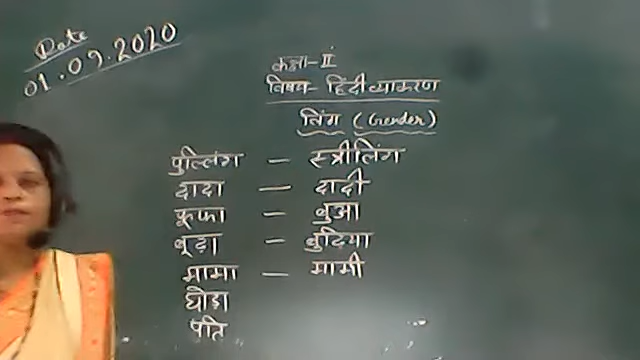 Date
01.09.2020
कक्षा-II
विषय- हिंदी व्याकरण
लिंग (Gender)
पुल्लिंग — स्त्रीलिंग
दादा — दादी
फूफा - बुआ
बूढ़ा - बुढ़िया
मामा — मामी
घोड़ा
पति